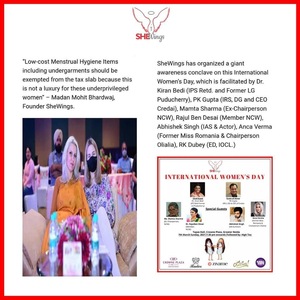 SHEWings
"Low-cost Menstrual Hygiene Items
including undergarments should be
exempted from the tax slab because this
is not a luxury for these underprivileged
women" – Madan Mohit Bhardwaj,
Founder SheWings.
SheWings has organized a giant
awareness conclave on this International
Women's Day, which is facilitated by Dr.
Kiran Bedi (IPS Retd. and Former LG
Puducherry), PK Gupta (IRS, DG and CEO
Credai), Mamta Sharma (Ex-Chairperson
NCW), Rajul Ben Desai (Member NCW),
Abhishek Singh (IAS & Actor), Anca Verma
(Former Miss Romania & Chairperson
Olialia), RK Dubey (ED, IOCL.)
INTERNATIONAL WOMEN'S DAY